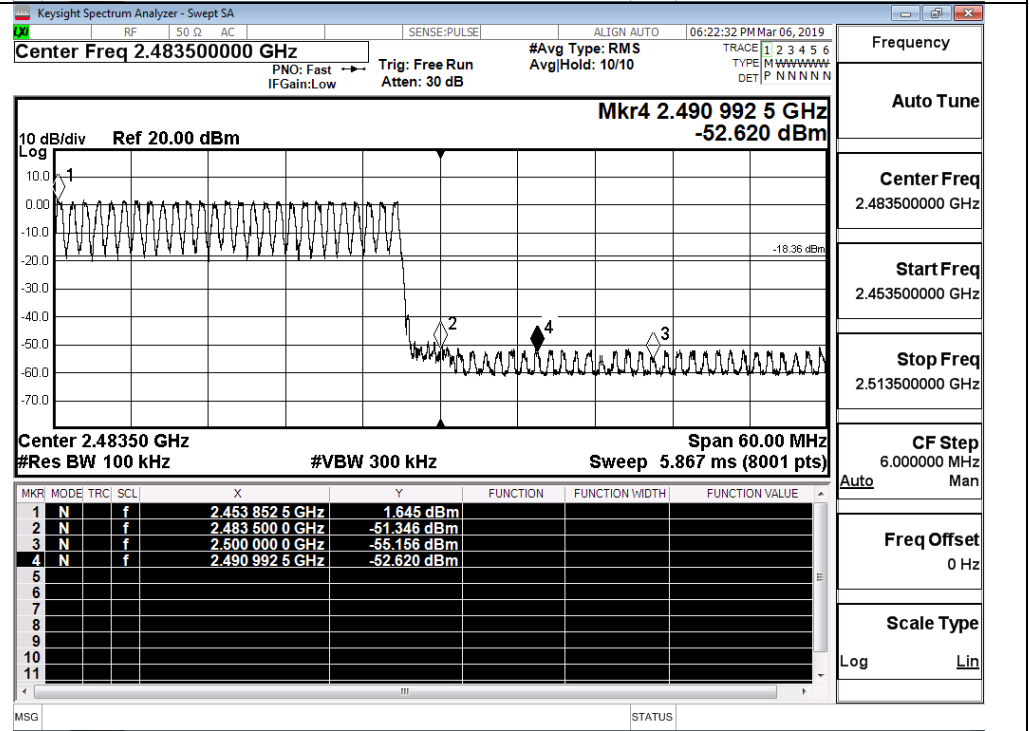 Keysight Spectrum Analyzer - Swept SA
LXI RF 50 Ω AC SENSE:PULSE ALIGN AUTO 06:22:32 PM Mar 06, 2019
Center Freq 2.483500000 GHz
PNO: Fast
IFGain:Low
Trig: Free Run
Atten: 30 dB
#Avg Type: RMS
Avg|Hold: 10/10
TRACE 1 2 3 4 5 6
TYPE M WWWWW
DET P N N N N N
Mkr4 2.490 992 5 GHz
-52.620 dBm
10 dB/div Ref 20.00 dBm
Log
10.0
0.00
-10.0
-20.0
-30.0
-40.0
-50.0
-60.0
-70.0
1
-18.36 dBm
2
4
3
Center 2.48350 GHz Span 60.00 MHz
#Res BW 100 kHz #VBW 300 kHz Sweep 5.867 ms (8001 pts)
MKR MODE TRC SCL X Y FUNCTION FUNCTION WIDTH FUNCTION VALUE
1 N f 2.453 852 5 GHz 1.645 dBm
2 N f 2.483 500 0 GHz -51.346 dBm
3 N f 2.500 000 0 GHz -55.156 dBm
4 N f 2.490 992 5 GHz -52.620 dBm
5
6
7
8
9
10
11
MSG STATUS
Frequency
Auto Tune
Center Freq
2.483500000 GHz
Start Freq
2.453500000 GHz
Stop Freq
2.513500000 GHz
CF Step
6.000000 MHz
Auto Man
Freq Offset
0 Hz
Scale Type
Log Lin